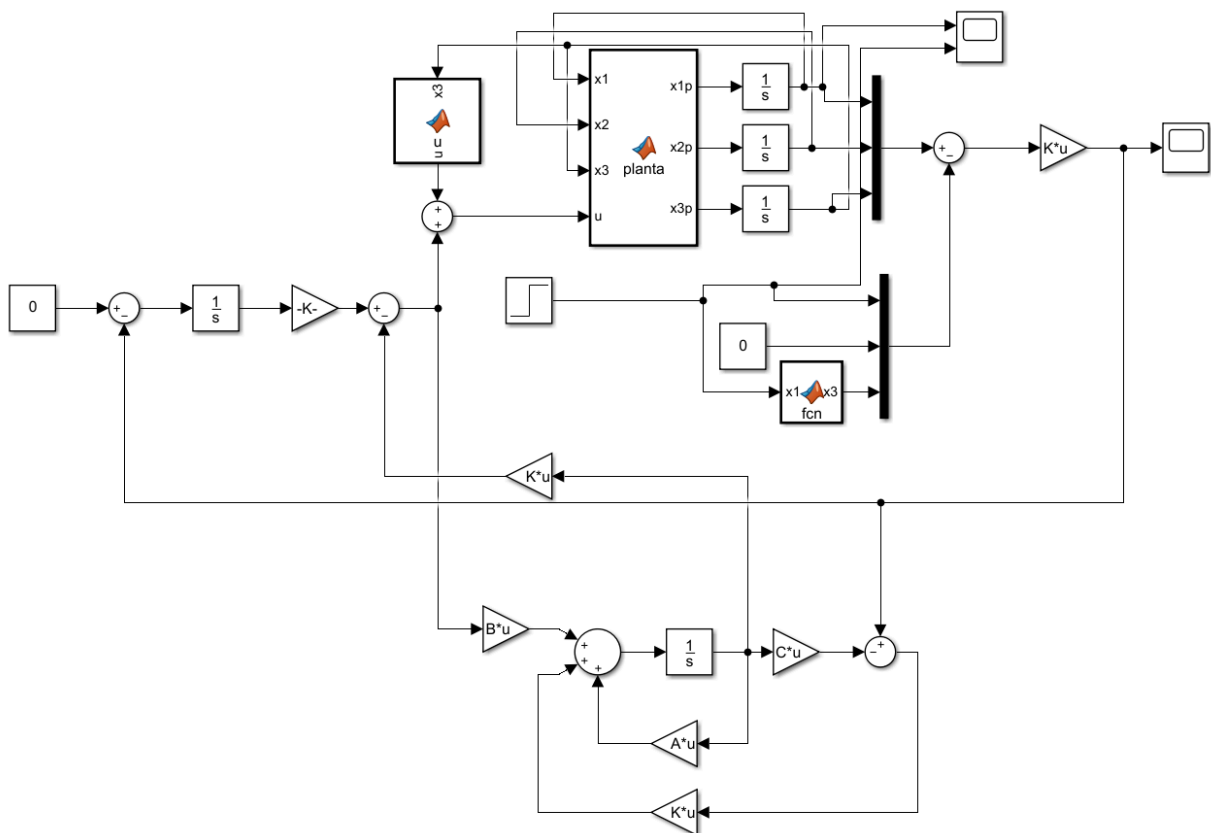 x3
u
u
x1
x2
x3
u
planta
x1p
x2p
x3p
1
s
1
s
1
s
+
+
+
−
K*u
0
+
−
1
s
-K-
+
−
0
x1
x3
fcn
K*u
B*u
+
+
+
1
s
C*u
−
+
A*u
K*u